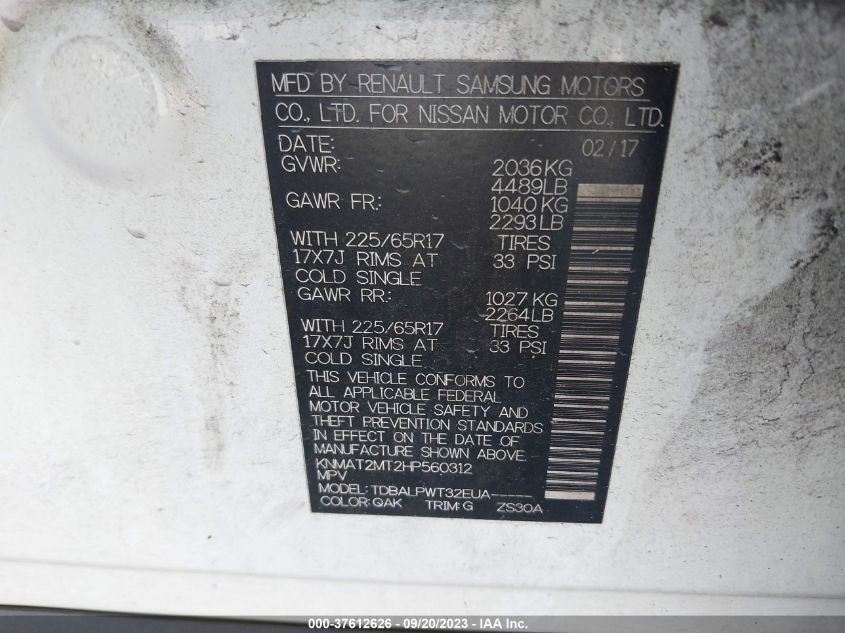 MFD BY RENAULT SAMSUNG MOTORS
CO., LTD. FOR NISSAN MOTOR CO., LTD.
DATE: 02/17
GVWR: 2036KG
4489LB
GAWR FR: 1040 KG
2293LB
WITH 225/65R17 TIRES
17X7J RIMS AT 33 PSI
COLD SINGLE
GAWR RR: 1027KG
2264LB
WITH 225/65R17 TIRES
17X7J RIMS AT 33 PSI
COLD SINGLE
THIS VEHICLE CONFORMS TO
ALL APPLICABLE FEDERAL
MOTOR VEHICLE SAFETY AND
THEFT PREVENTION STANDARDS
IN EFFECT ON THE DATE OF
MANUFACTURE SHOWN ABOVE.
KNMAT2MT2HP560312
MPV
MODEL: TDBALPWT32EUA-----
COLOR: QAK TRIM: G ZS30A
000-37612626 - 09/20/2023 - IAA Inc.